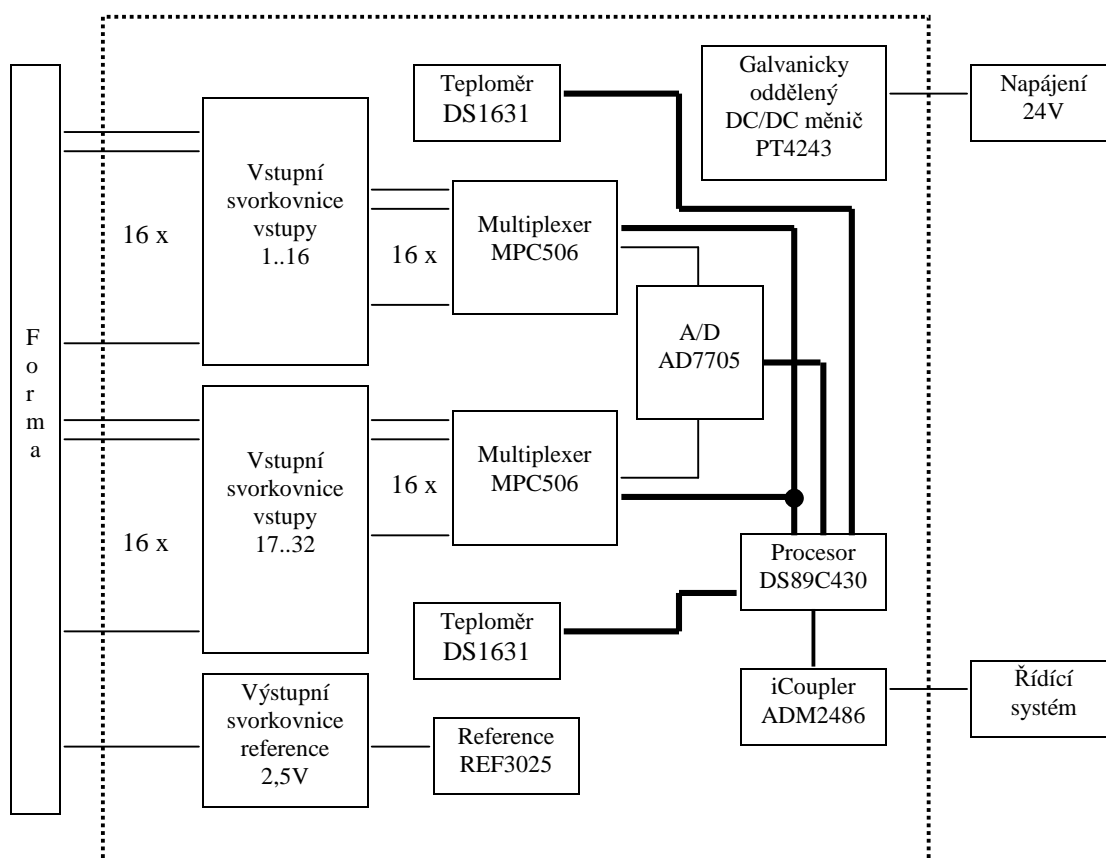 F
o
r
m
a
16 x
16 x
Vstupní
svorkovnice
vstupy
1..16
Vstupní
svorkovnice
vstupy
17..32
Výstupní
svorkovnice
reference
2,5V
16 x
16 x
Teploměr
DS1631
Multiplexer
MPC506
Multiplexer
MPC506
Teploměr
DS1631
Reference
REF3025
Galvanicky
oddělený
DC/DC měnič
PT4243
A/D
AD7705
Procesor
DS89C430
iCoupler
ADM2486
Napájení
24V
Řídící
systém